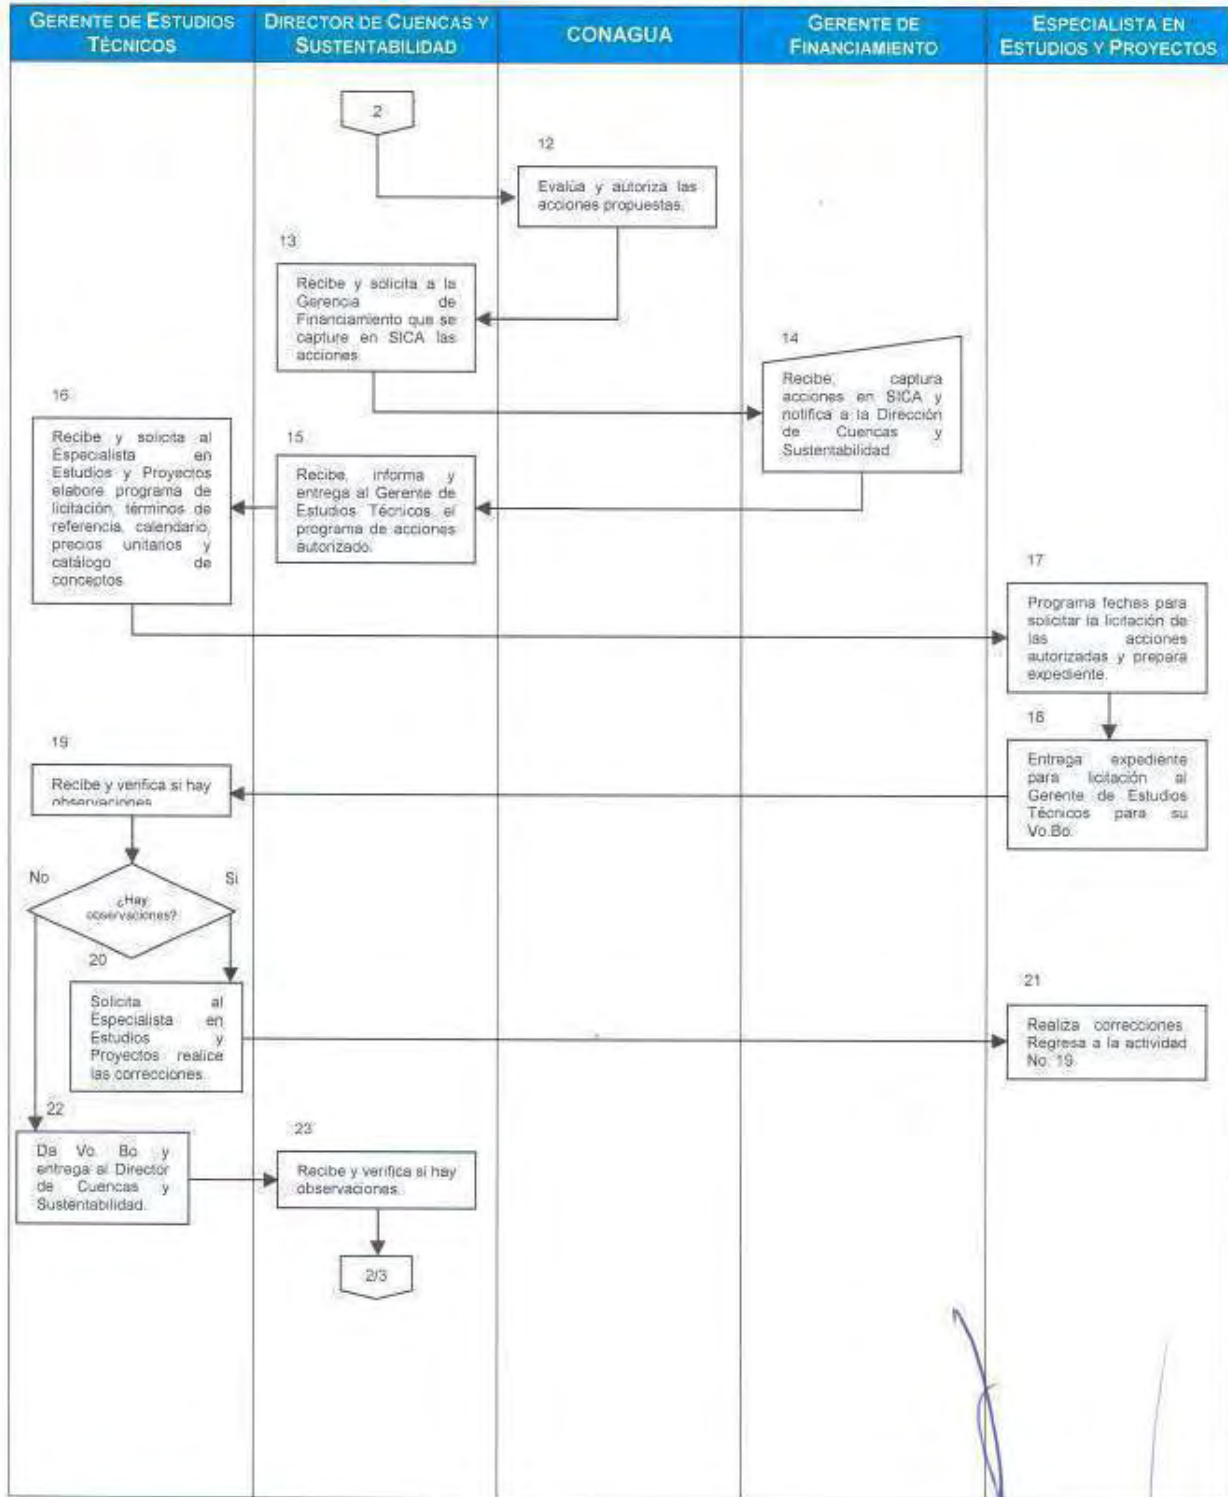 GERENTE DE ESTUDIOS
TÉCNICOS
DIRECTOR DE CUENCAS Y
SUSTENTABILIDAD
CONAGUA
GERENTE DE
FINANCIAMIENTO
ESPECIALISTA EN
ESTUDIOS Y PROYECTOS
2
12
Evalúa y autoriza las
acciones propuestas.
13
Recibe y solicita a la
Gerencia de
Financiamiento que se
capture en SICA las
acciones.
14
Recibe, captura
acciones en SICA y
notifica a la Dirección
de Cuencas y
Sustentabilidad
15
Recibe, informa y
entrega al Gerente de
Estudios Técnicos el
programa de acciones
autorizado.
16
Recibe y solicita al
Especialista en
Estudios y Proyectos
elabore programa de
licitación, términos de
referencia, calendario,
precios unitarios y
catálogo de
conceptos
17
Programa fechas para
solicitar la licitación de
las acciones
autorizadas y prepara
expediente.
18
Entrega expediente
para licitación al
Gerente de Estudios
Técnicos para su
Vo.Bo.
19
Recibe y verifica si hay
observaciones
No
Si
¿Hay
observaciones?
20
Solicita al
Especialista en
Estudios y
Proyectos realice
las correcciones.
21
Realiza correcciones.
Regresa a la actividad
No. 19
22
Da Vo. Bo. y
entrega al Director
de Cuencas y
Sustentabilidad.
23
Recibe y verifica si hay
observaciones.
2/3